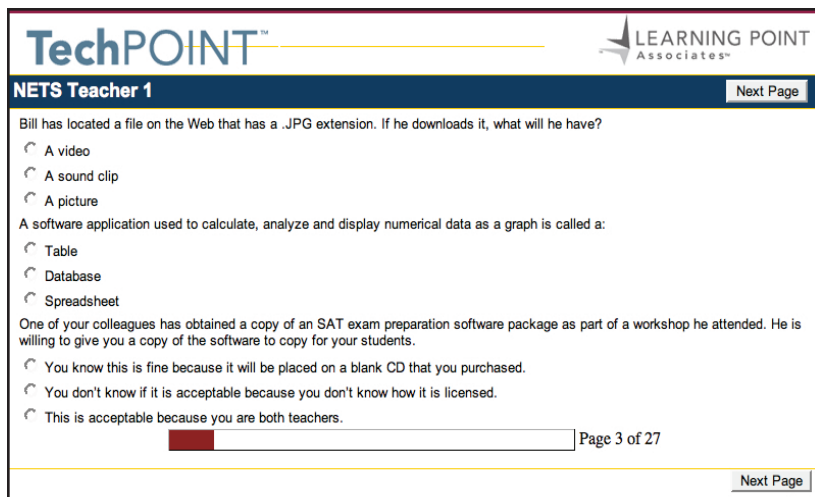 TechPOINT™
LEARNING POINT
Associates℠
NETS Teacher 1
Next Page
Bill has located a file on the Web that has a .JPG extension. If he downloads it, what will he have?
A video
A sound clip
A picture
A software application used to calculate, analyze and display numerical data as a graph is called a:
Table
Database
Spreadsheet
One of your colleagues has obtained a copy of an SAT exam preparation software package as part of a workshop he attended. He is
willing to give you a copy of the software to copy for your students.
You know this is fine because it will be placed on a blank CD that you purchased.
You don't know if it is acceptable because you don't know how it is licensed.
This is acceptable because you are both teachers.
Page 3 of 27
Next Page